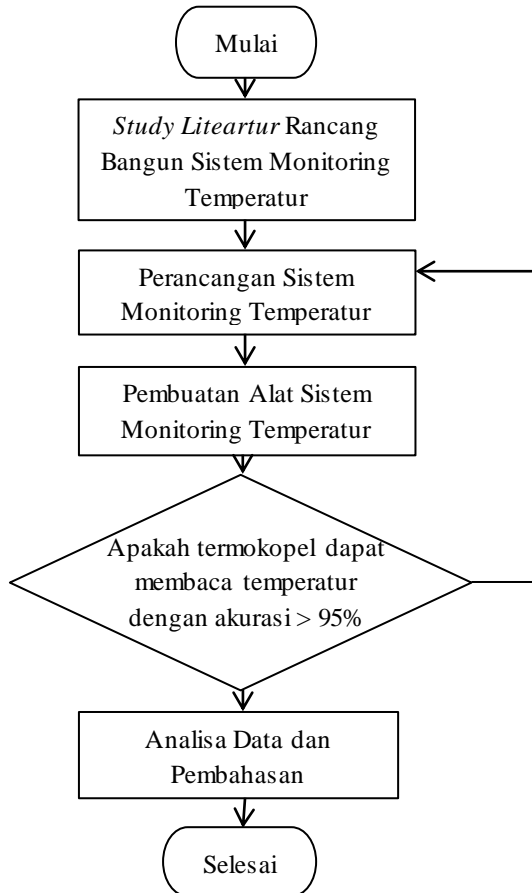 Mulai
Study Liteartur Rancang
Bangun Sistem Monitoring
Temperatur
Perancangan Sistem
Monitoring Temperatur
Pembuatan Alat Sistem
Monitoring Temperatur
Apakah termokopel dapat
membaca temperatur
dengan akurasi > 95%
Analisa Data dan
Pembahasan
Selesai